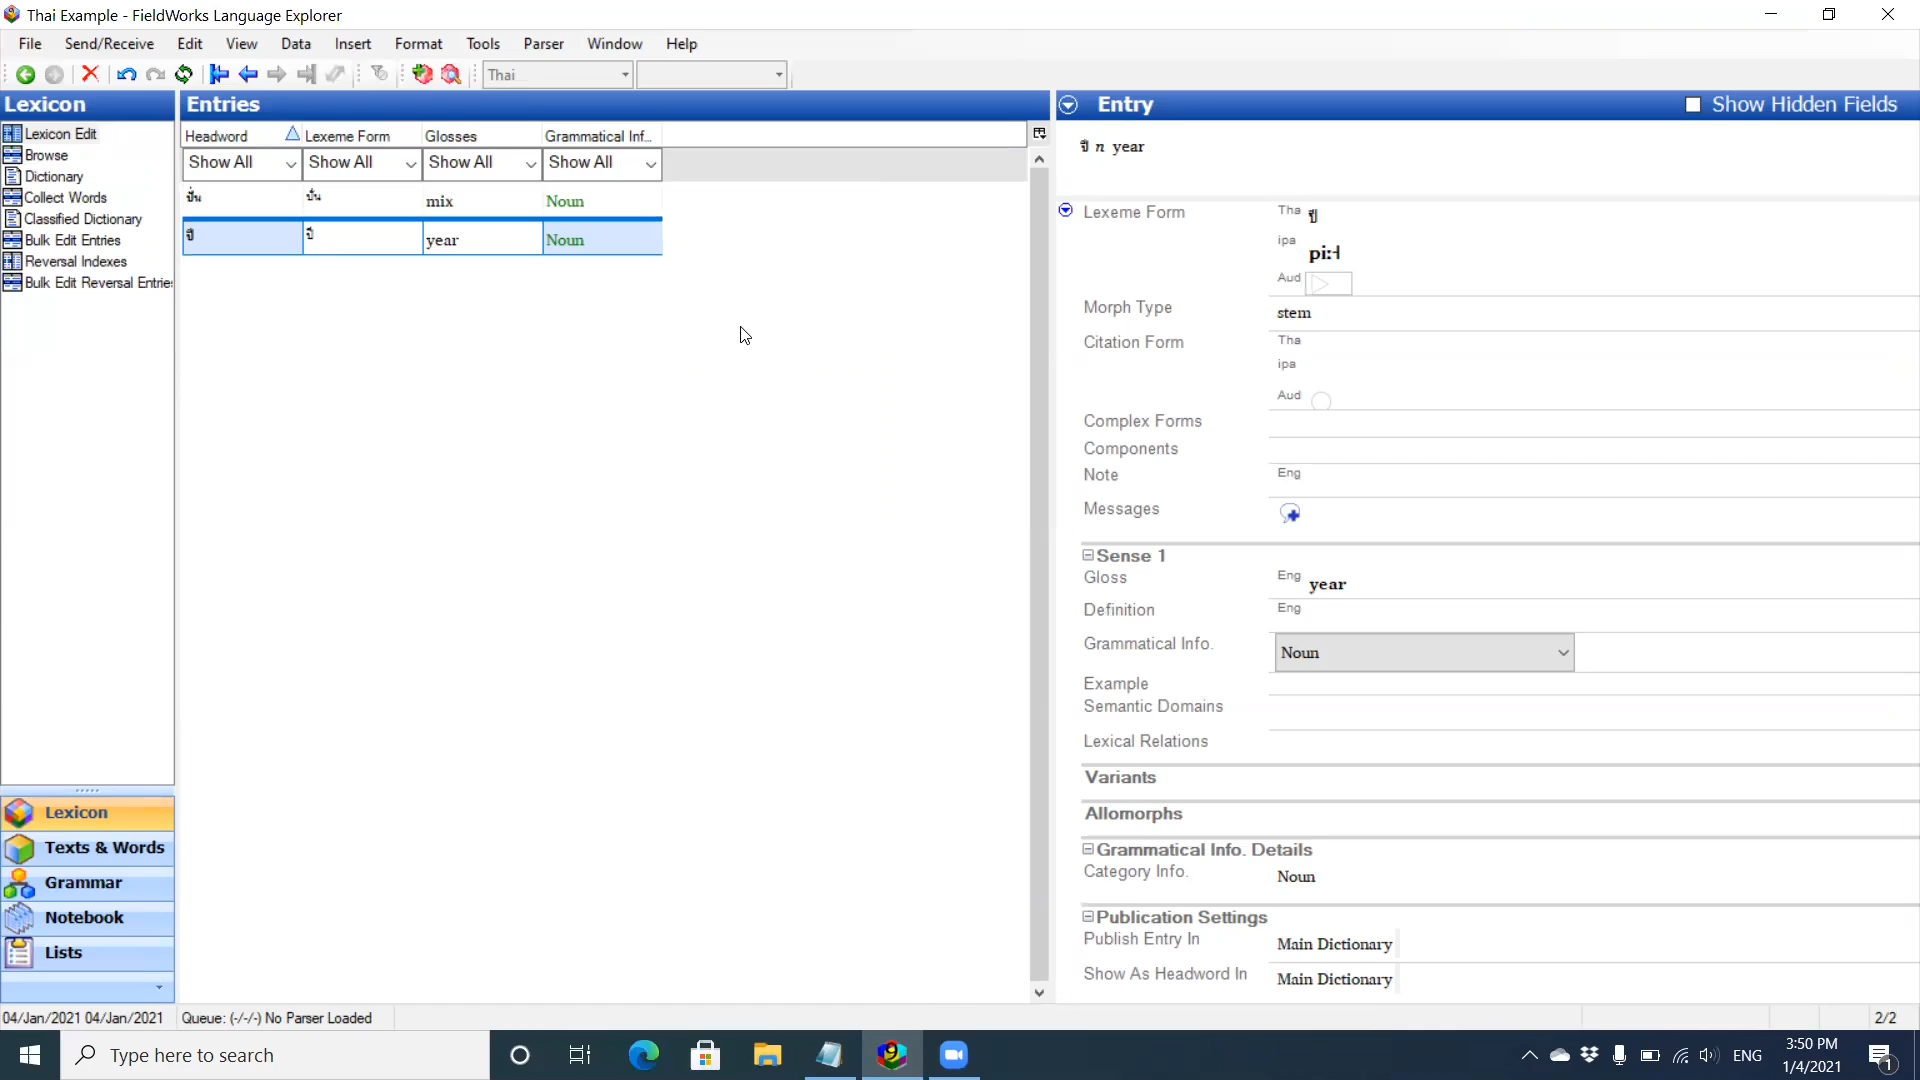 Thai Example - FieldWorks Language Explorer
File Send/Receive Edit View Data Insert Format Tools Parser Window Help
Thai
Lexicon
Lexicon Edit
Browse
Dictionary
Collect Words
Classified Dictionary
Bulk Edit Entries
Reversal Indexes
Bulk Edit Reversal Entrie
Lexicon
Texts & Words
Grammar
Notebook
Lists
Entries
Headword Lexeme Form Glosses Grammatical Inf...
Show All Show All Show All Show All
ปั่น ปั่น mix Noun
ปี ปี year Noun
Entry Show Hidden Fields
ปี n year
Lexeme Form Tha ปี
ipa piː˧
Aud
Morph Type stem
Citation Form Tha
ipa
Aud
Complex Forms
Components
Note Eng
Messages
Sense 1
Gloss Eng year
Definition Eng
Grammatical Info. Noun
Example
Semantic Domains
Lexical Relations
Variants
Allomorphs
Grammatical Info. Details
Category Info. Noun
Publication Settings
Publish Entry In Main Dictionary
Show As Headword In Main Dictionary
04/Jan/2021 04/Jan/2021 Queue: (-/-/-) No Parser Loaded 2/2
Type here to search
ENG
3:50 PM
1/4/2021
1